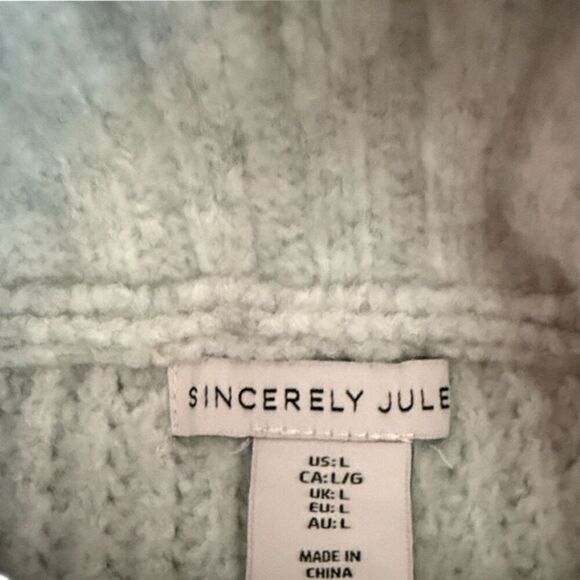 SINCERELY JULE
US: L
CA: L/G
UK: L
EU: L
AU: L
MADE IN
CHINA